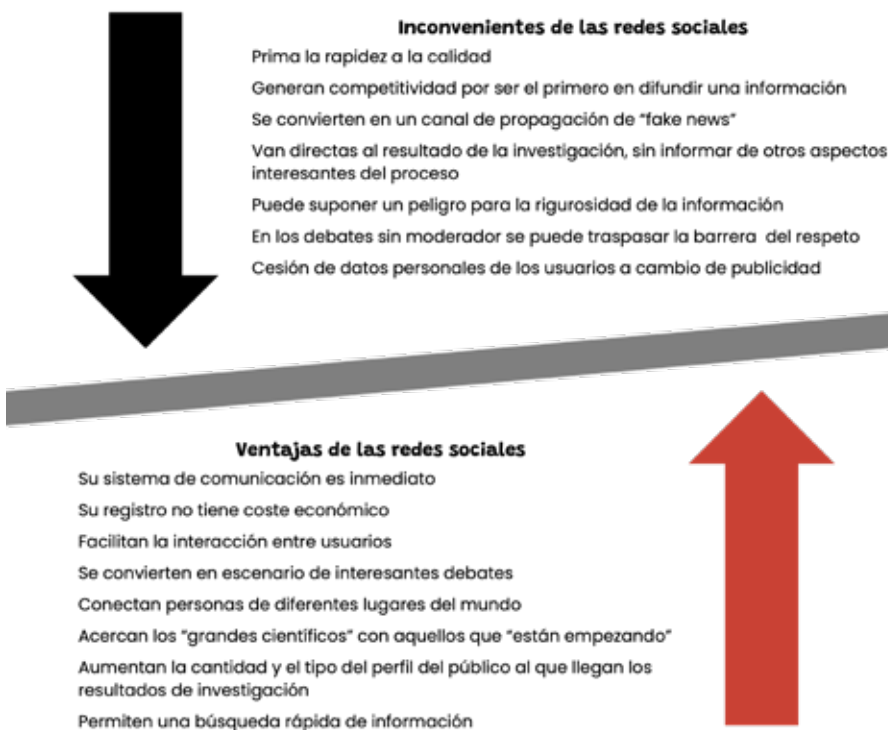 Inconvenientes de las redes sociales
Prima la rapidez a la calidad
Generan competitividad por ser el primero en difundir una información
Se convierten en un canal de propagación de “fake news”
Van directas al resultado de la investigación, sin informar de otros aspectos
interesantes del proceso
Puede suponer un peligro para la rigurosidad de la información
En los debates sin moderador se puede traspasar la barrera del respeto
Cesión de datos personales de los usuarios a cambio de publicidad
Ventajas de las redes sociales
Su sistema de comunicación es inmediato
Su registro no tiene coste económico
Facilitan la interacción entre usuarios
Se convierten en escenario de interesantes debates
Conectan personas de diferentes lugares del mundo
Acercan los “grandes científicos” con aquellos que “están empezando”
Aumentan la cantidad y el tipo del perfil del público al que llegan los
resultados de investigación
Permiten una búsqueda rápida de información